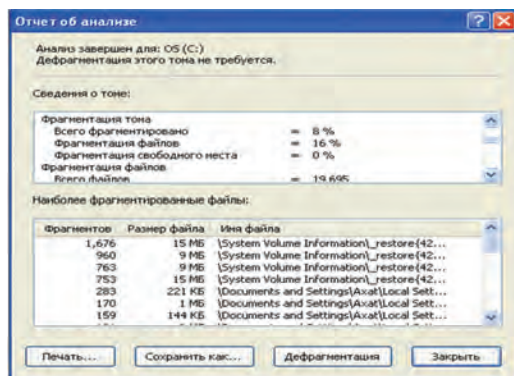 Отчет об анализе
Анализ завершен для: OS (C:)
Дефрагментация этого тома не требуется.
Сведения о томе:
Фрагментация тома
Всего фрагментировано = 8 %
Фрагментация файлов = 16 %
Фрагментация свободного места = 0 %
Фрагментация файлов
Всего файлов = 19,695
Наиболее фрагментированные файлы:
Фрагментов Размер файла Имя файла
1,676 15 МБ \System Volume Information\_restore{42...
960 9 МБ \System Volume Information\_restore{42...
763 9 МБ \System Volume Information\_restore{42...
753 15 МБ \System Volume Information\_restore{42...
283 221 КБ \Documents and Settings\Axat\Local Sett...
170 1 МБ \Documents and Settings\Axat\Local Sett...
159 144 КБ \Documents and Settings\Axat\Local Sett...
Печать... Сохранить как... Дефрагментация Закрыть